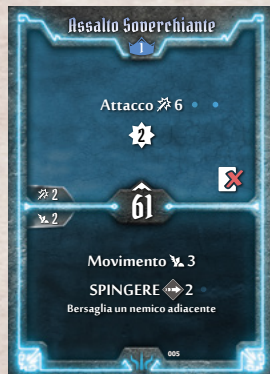 Assalto Soverchiante
1
Attacco 6
2
2
61
2
Movimento 3
SPINGERE 2
Bersaglia un nemico adiacente
005